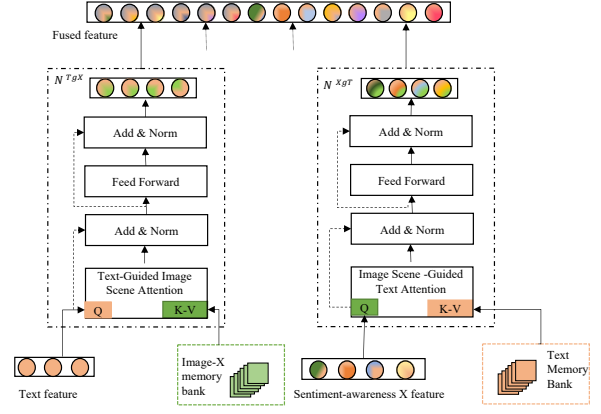 Fused feature
N TgX
Add & Norm
Feed Forward
Add & Norm
Text-Guided Image
Scene Attention
Q
K-V
Text feature
Image-X
memory
bank
N XgT
Add & Norm
Feed Forward
Add & Norm
Image Scene -Guided
Text Attention
Q
K-V
Sentiment-awareness X feature
Text
Memory
Bank